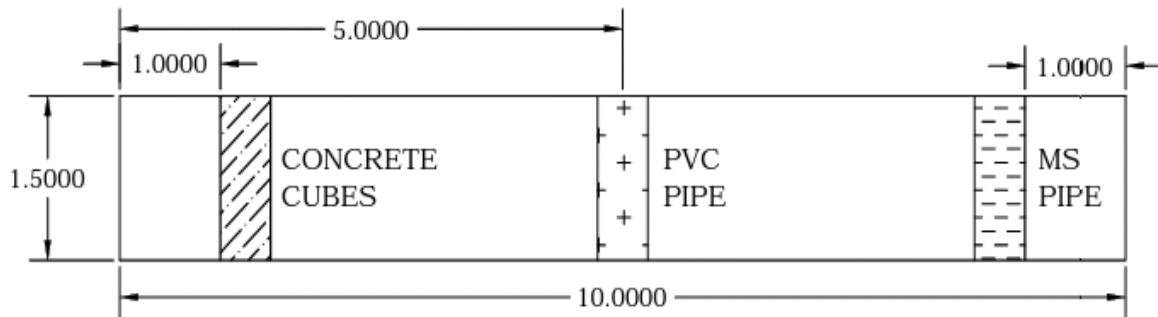 5.0000
1.0000
1.0000
1.5000
CONCRETE
CUBES
PVC
PIPE
MS
PIPE
10.0000